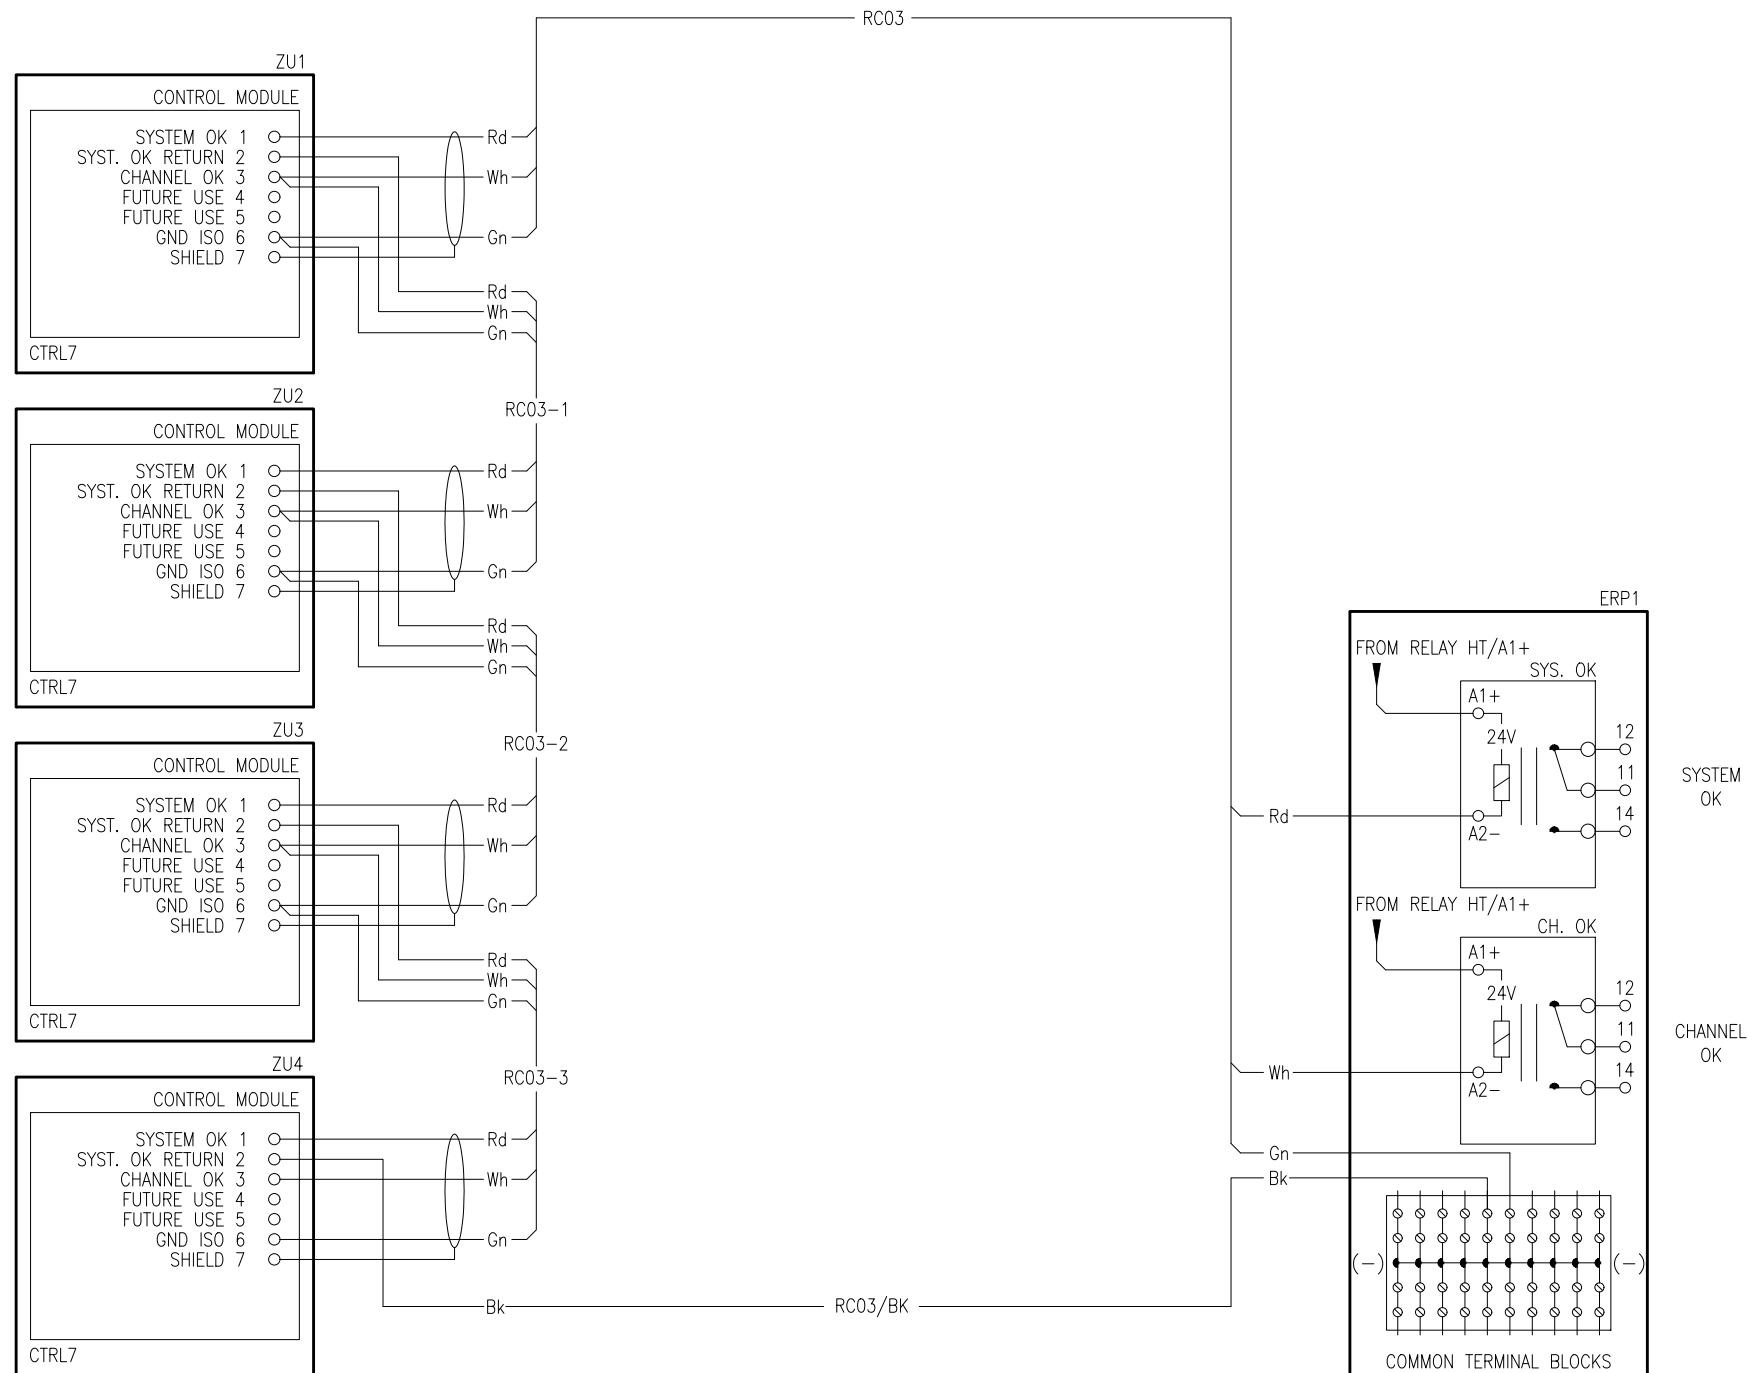 RC03
ZU1
CONTROL MODULE
SYSTEM OK 1
SYST. OK RETURN 2
CHANNEL OK 3
FUTURE USE 4
FUTURE USE 5
GND ISO 6
SHIELD 7
CTRL7
Rd
Wh
Gn
Rd
Wh
Gn
RC03-1
ZU2
CONTROL MODULE
SYSTEM OK 1
SYST. OK RETURN 2
CHANNEL OK 3
FUTURE USE 4
FUTURE USE 5
GND ISO 6
SHIELD 7
CTRL7
Rd
Wh
Gn
Rd
Wh
Gn
RC03-2
ZU3
CONTROL MODULE
SYSTEM OK 1
SYST. OK RETURN 2
CHANNEL OK 3
FUTURE USE 4
FUTURE USE 5
GND ISO 6
SHIELD 7
CTRL7
Rd
Wh
Gn
Rd
Wh
Gn
RC03-3
ZU4
CONTROL MODULE
SYSTEM OK 1
SYST. OK RETURN 2
CHANNEL OK 3
FUTURE USE 4
FUTURE USE 5
GND ISO 6
SHIELD 7
CTRL7
Rd
Wh
Gn
Bk
RC03/BK
ERP1
FROM RELAY HT/A1+
SYS. OK
A1+
24V
A2-
12
11
14
SYSTEM
OK
Rd
FROM RELAY HT/A1+
CH. OK
A1+
24V
A2-
12
11
14
CHANNEL
OK
Wh
Gn
Bk
(-)
(-)
COMMON TERMINAL BLOCKS